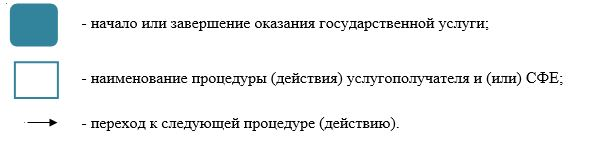 - начало или завершение оказания государственной услуги;
- наименование процедуры (действия) услугополучателя и (или) СФЕ;
- переход к следующей процедуре (действию).